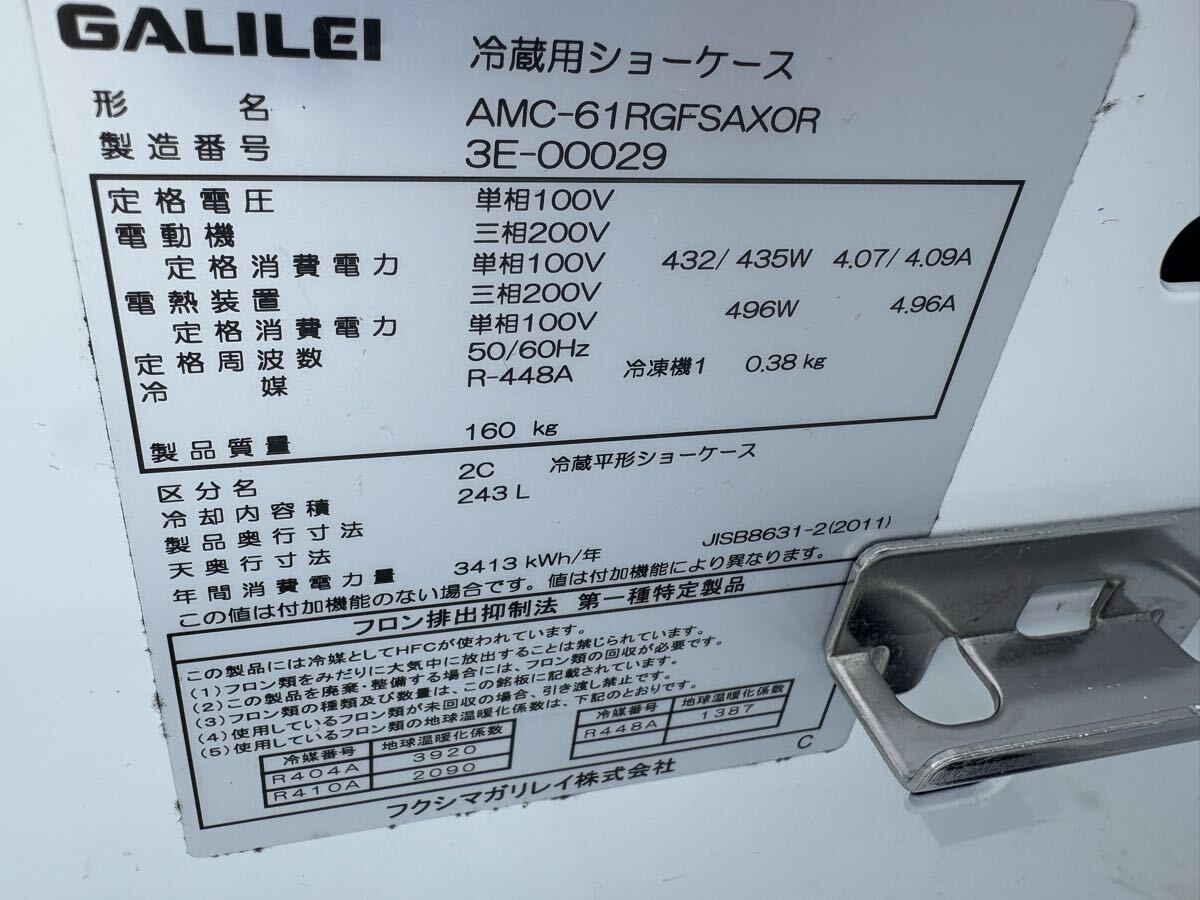 GALILEI 冷蔵用ショーケース
形名 AMC-61RGFSAXOR
製造番号 3E-00029
定格電圧 単相100V
電動機 三相200V
定格消費電力 単相100V 432/435W 4.07/4.09A
電熱装置 三相200V
定格消費電力 単相100V 496W 4.96A
定格周波数 50/60Hz
冷媒 R-448A 冷凍機1 0.38kg
製品質量 160 kg
区分名 2C 冷蔵平形ショーケース
冷却内容積 243L
製品奥行寸法
天奥行寸法
年間消費電力量 3413kWh/年 JISB8631-2(2011)
この値は付加機能のない場合です。値は付加機能により異なります。
フロン排出抑制法 第一種特定製品
この製品には冷媒としてHFCが使われています。
(1)フロン類をみだりに大気中に放出することは禁じられています。
(2)この製品を廃棄・整備する場合には、フロン類の回収が必要です。
(3)フロン類の種類及び数量は、この銘板に記載されています。
(4)使用しているフロン類が未回収の場合、引き渡し禁止です。
(5)使用しているフロン類の地球温暖化係数は、下記のとおりです。
冷媒番号 地球温暖化係数 冷媒番号 地球温暖化係数
R404A 3920 R448A 1387
R410A 2090
C
フクシマガリレイ株式会社